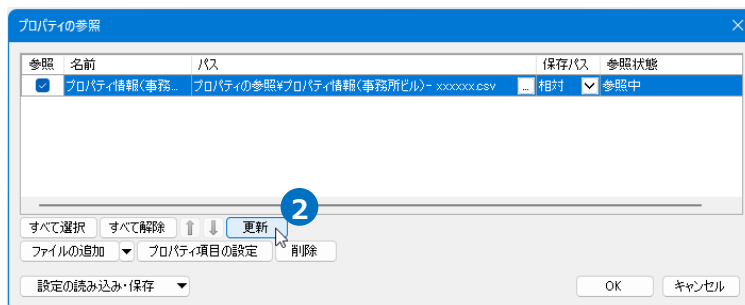 プロパティの参照
参照 名前 パス 保存パス 参照状態
プロパティ情報(事務... プロパティの参照¥プロパティ情報(事務所ビル)- xxxxxx.csv ... 相対 参照中
2
すべて選択 すべて解除 更新
ファイルの追加 プロパティ項目の設定 削除
設定の読み込み・保存 OK キャンセル